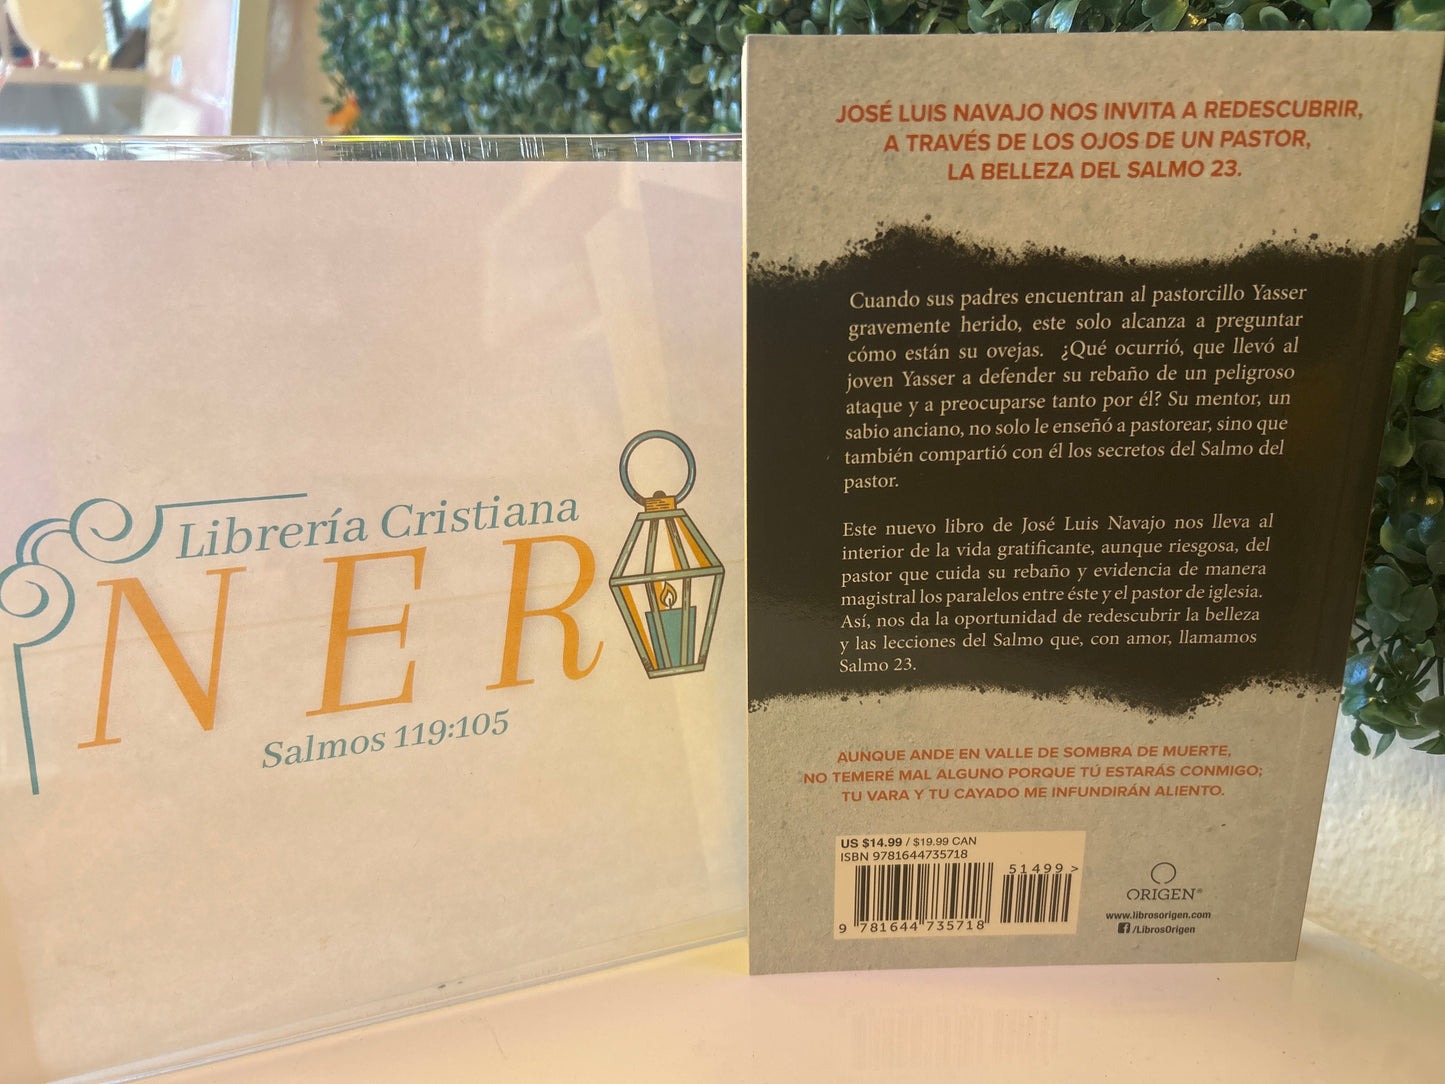 Librería Cristiana
NER
Salmos 119:105
JOSÉ LUIS NAVAJO NOS INVITA A REDESCUBRIR,
A TRAVÉS DE LOS OJOS DE UN PASTOR,
LA BELLEZA DEL SALMO 23.
Cuando sus padres encuentran al pastorcillo Yasser
gravemente herido, este solo alcanza a preguntar
cómo están su ovejas. ¿Qué ocurrió, que llevó al
joven Yasser a defender su rebaño de un peligroso
ataque y a preocuparse tanto por él? Su mentor, un
sabio anciano, no solo le enseñó a pastorear, sino que
también compartió con él los secretos del Salmo del
pastor.
Este nuevo libro de José Luis Navajo nos lleva al
interior de la vida gratificante, aunque riesgosa, del
pastor que cuida su rebaño y evidencia de manera
magistral los paralelos entre éste y el pastor de iglesia.
Así, nos da la oportunidad de redescubrir la belleza
y las lecciones del Salmo que, con amor, llamamos
Salmo 23.
AUNQUE ANDE EN VALLE DE SOMBRA DE MUERTE,
NO TEMERÉ MAL ALGUNO PORQUE TÚ ESTARÁS CONMIGO;
TU VARA Y TU CAYADO ME INFUNDIRÁN ALIENTO.
US $14.99 / $19.99 CAN
ISBN 9781644735718
51499>
9 781644 735718
ORIGEN®
www.librosorigen.com
/LibrosOrigen